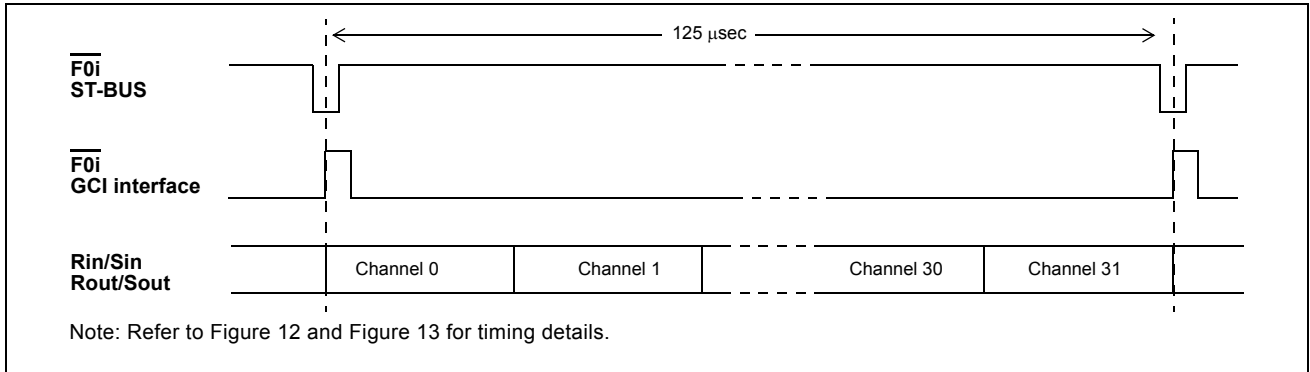 125 μsec
F0i
ST-BUS
F0i
GCI interface
Rin/Sin
Rout/Sout
Channel 0
Channel 1
Channel 30
Channel 31
Note: Refer to Figure 12 and Figure 13 for timing details.